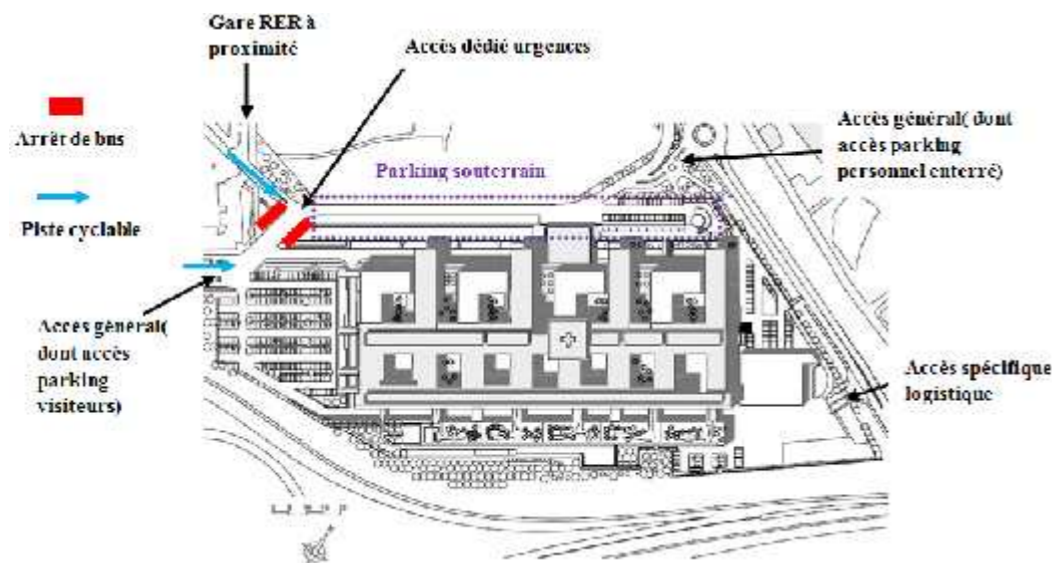 Gare RER à
proximité
Accès dédié urgences
Arrêt de bus
Piste cyclable
Parking souterrain
Accès général( dont
accès parking
personnel enterré)
Accès général(
dont accès
parking
visiteurs)
Accès spécifique
logistique